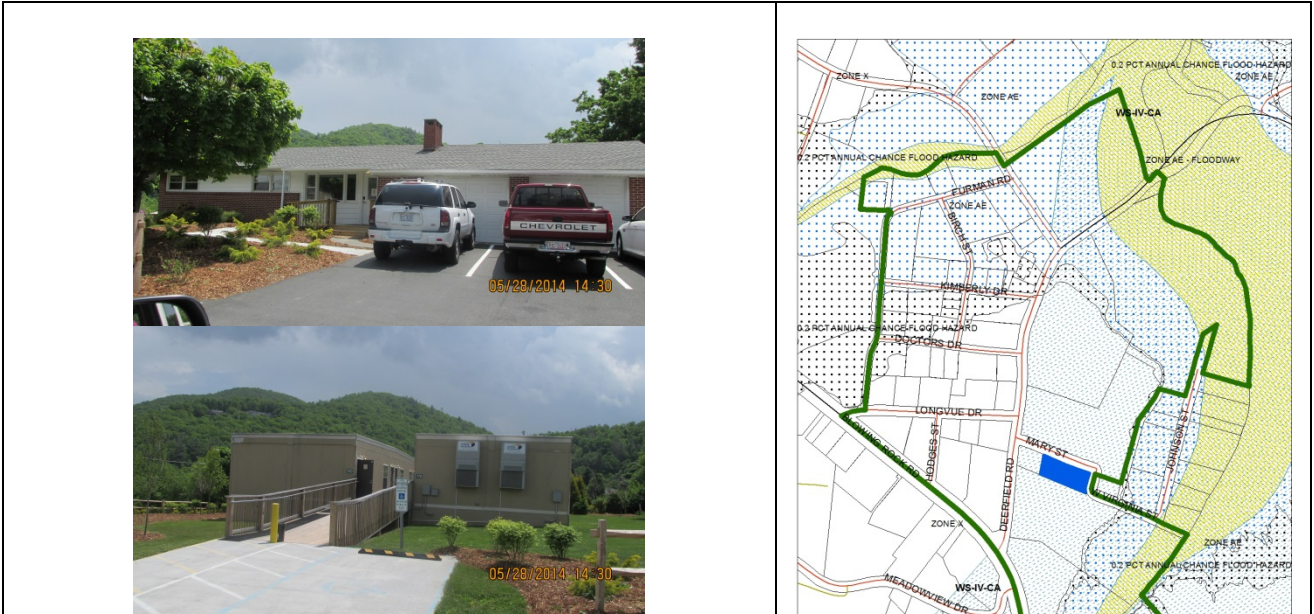 CHEVROLET
05/28/2014 14:30
05/28/2014 14:30
0.2 PCT ANNUAL CHANCE FLOOD HAZARD
ZONE X
ZONE AE
ZONE AE
WS-IV-CA
0.2 PCT ANNUAL CHANCE FLOOD HAZARD
ZONE AE - FLOODWAY
FURMAN RD
ZONE AE
BIRCH ST
KIMBERLY DR
0.2 PCT ANNUAL CHANCE FLOOD HAZARD
DOCTORS DR
LONGVUE DR
BLOWING ROCK RD
HODGES ST
MARY ST
JOHNSON ST
DEERFIELD RD
VIRGINIA ST
ZONE X
ZONE AE
0.2 PCT ANNUAL CHANCE FLOOD HAZARD
WS-IV-CA
MEADOWVIEW DR